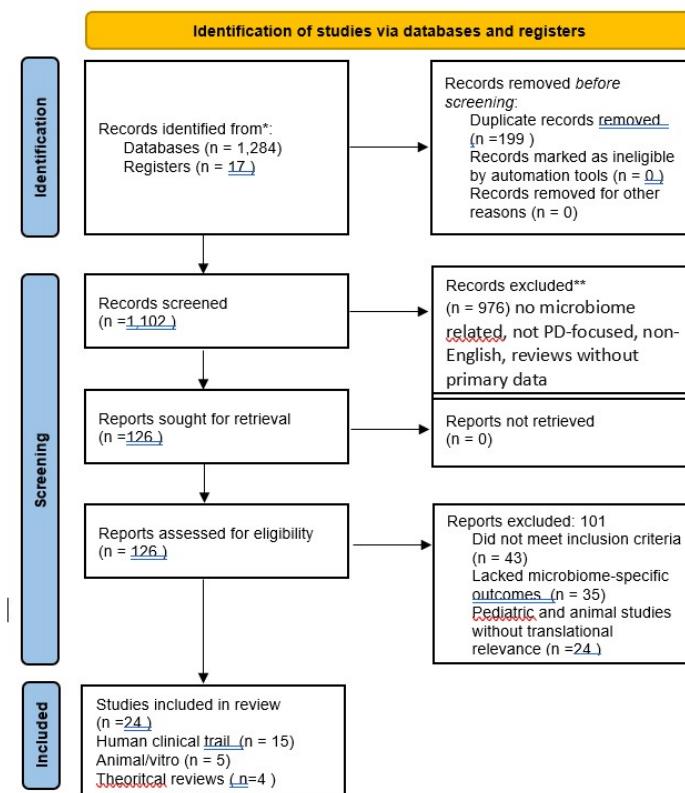 Identification of studies via databases and registers
Identification
Records identified from*:
Databases (n = 1,284)
Registers (n = 17 )
Records removed before
screening:
Duplicate records removed
(n =199 )
Records marked as ineligible
by automation tools (n = 0 )
Records removed for other
reasons (n = 0)
Screening
Records screened
(n =1,102 )
Records excluded**
(n = 976) no microbiome
related, not PD-focused, non-
English, reviews without
primary data
Reports sought for retrieval
(n =126 )
Reports not retrieved
(n = 0)
Reports assessed for eligibility
(n = 126 )
Reports excluded: 101
Did not meet inclusion criteria
(n = 43)
Lacked microbiome-specific
outcomes (n = 35)
Pediatric and animal studies
without translational
relevance (n =24 )
Included
Studies included in review
(n =24 )
Human clinical trail (n = 15)
Animal/vitro (n = 5)
Theoritcal reviews ( n=4 )